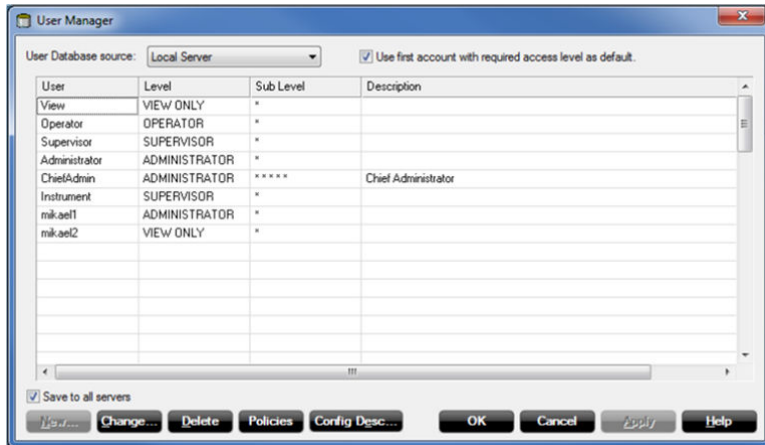 User Manager
User Database source: Local Server Use first account with required access level as default.
User Level Sub Level Description
View VIEW ONLY *
Operator OPERATOR *
Supervisor SUPERVISOR *
Administrator ADMINISTRATOR *
ChiefAdmin ADMINISTRATOR * * * * * Chief Administrator
Instrument SUPERVISOR *
mikael1 ADMINISTRATOR *
mikael2 VIEW ONLY *
Save to all servers
New... Change... Delete Policies Config Desc... OK Cancel Apply Help